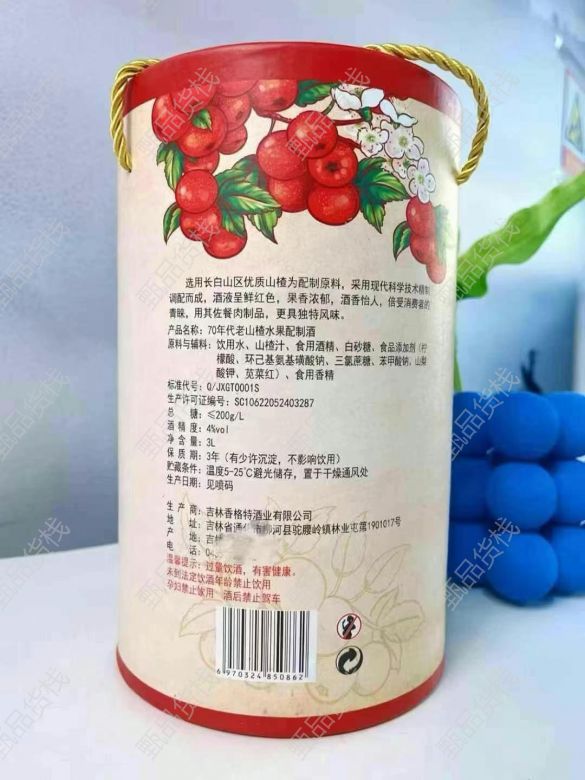 选用长白山区优质山楂为配制原料，采用现代科学技术精制
调配而成，酒液呈鲜红色，果香浓郁，酒香怡人，倍受消费者的
青睐，用其佐餐肉制品，更具独特风味。
产品名称：70年代老山楂水果配制酒
原料与辅料：饮用水、山楂汁、食用酒精、白砂糖、食品添加剂（柠
檬酸、环己基氨基磺酸钠、三氯蔗糖、苯甲酸钠、山梨
酸钾、苋菜红）、食用香精
标准代号：Q/JXGT0001S
生产许可证编号：SC10622052403287
总 糖：≤200g/L
酒 精 度：4%vol
净 含 量：3L
保 质 期：3年（有少许沉淀，不影响饮用）
贮藏条件：温度5-25℃避光储存，置于干燥通风处
生产日期：见喷码
生 产 商：吉林香格特酒业有限公司
地 址：吉林省通化市柳河县驼腰岭镇林业屯第1901017号
产 地：吉林
电 话：04
温馨提示：过量饮酒，有害健康。
未到法定饮酒年龄禁止饮用
孕妇禁止饮用 酒后禁止驾车
6970324850862
甄品货栈